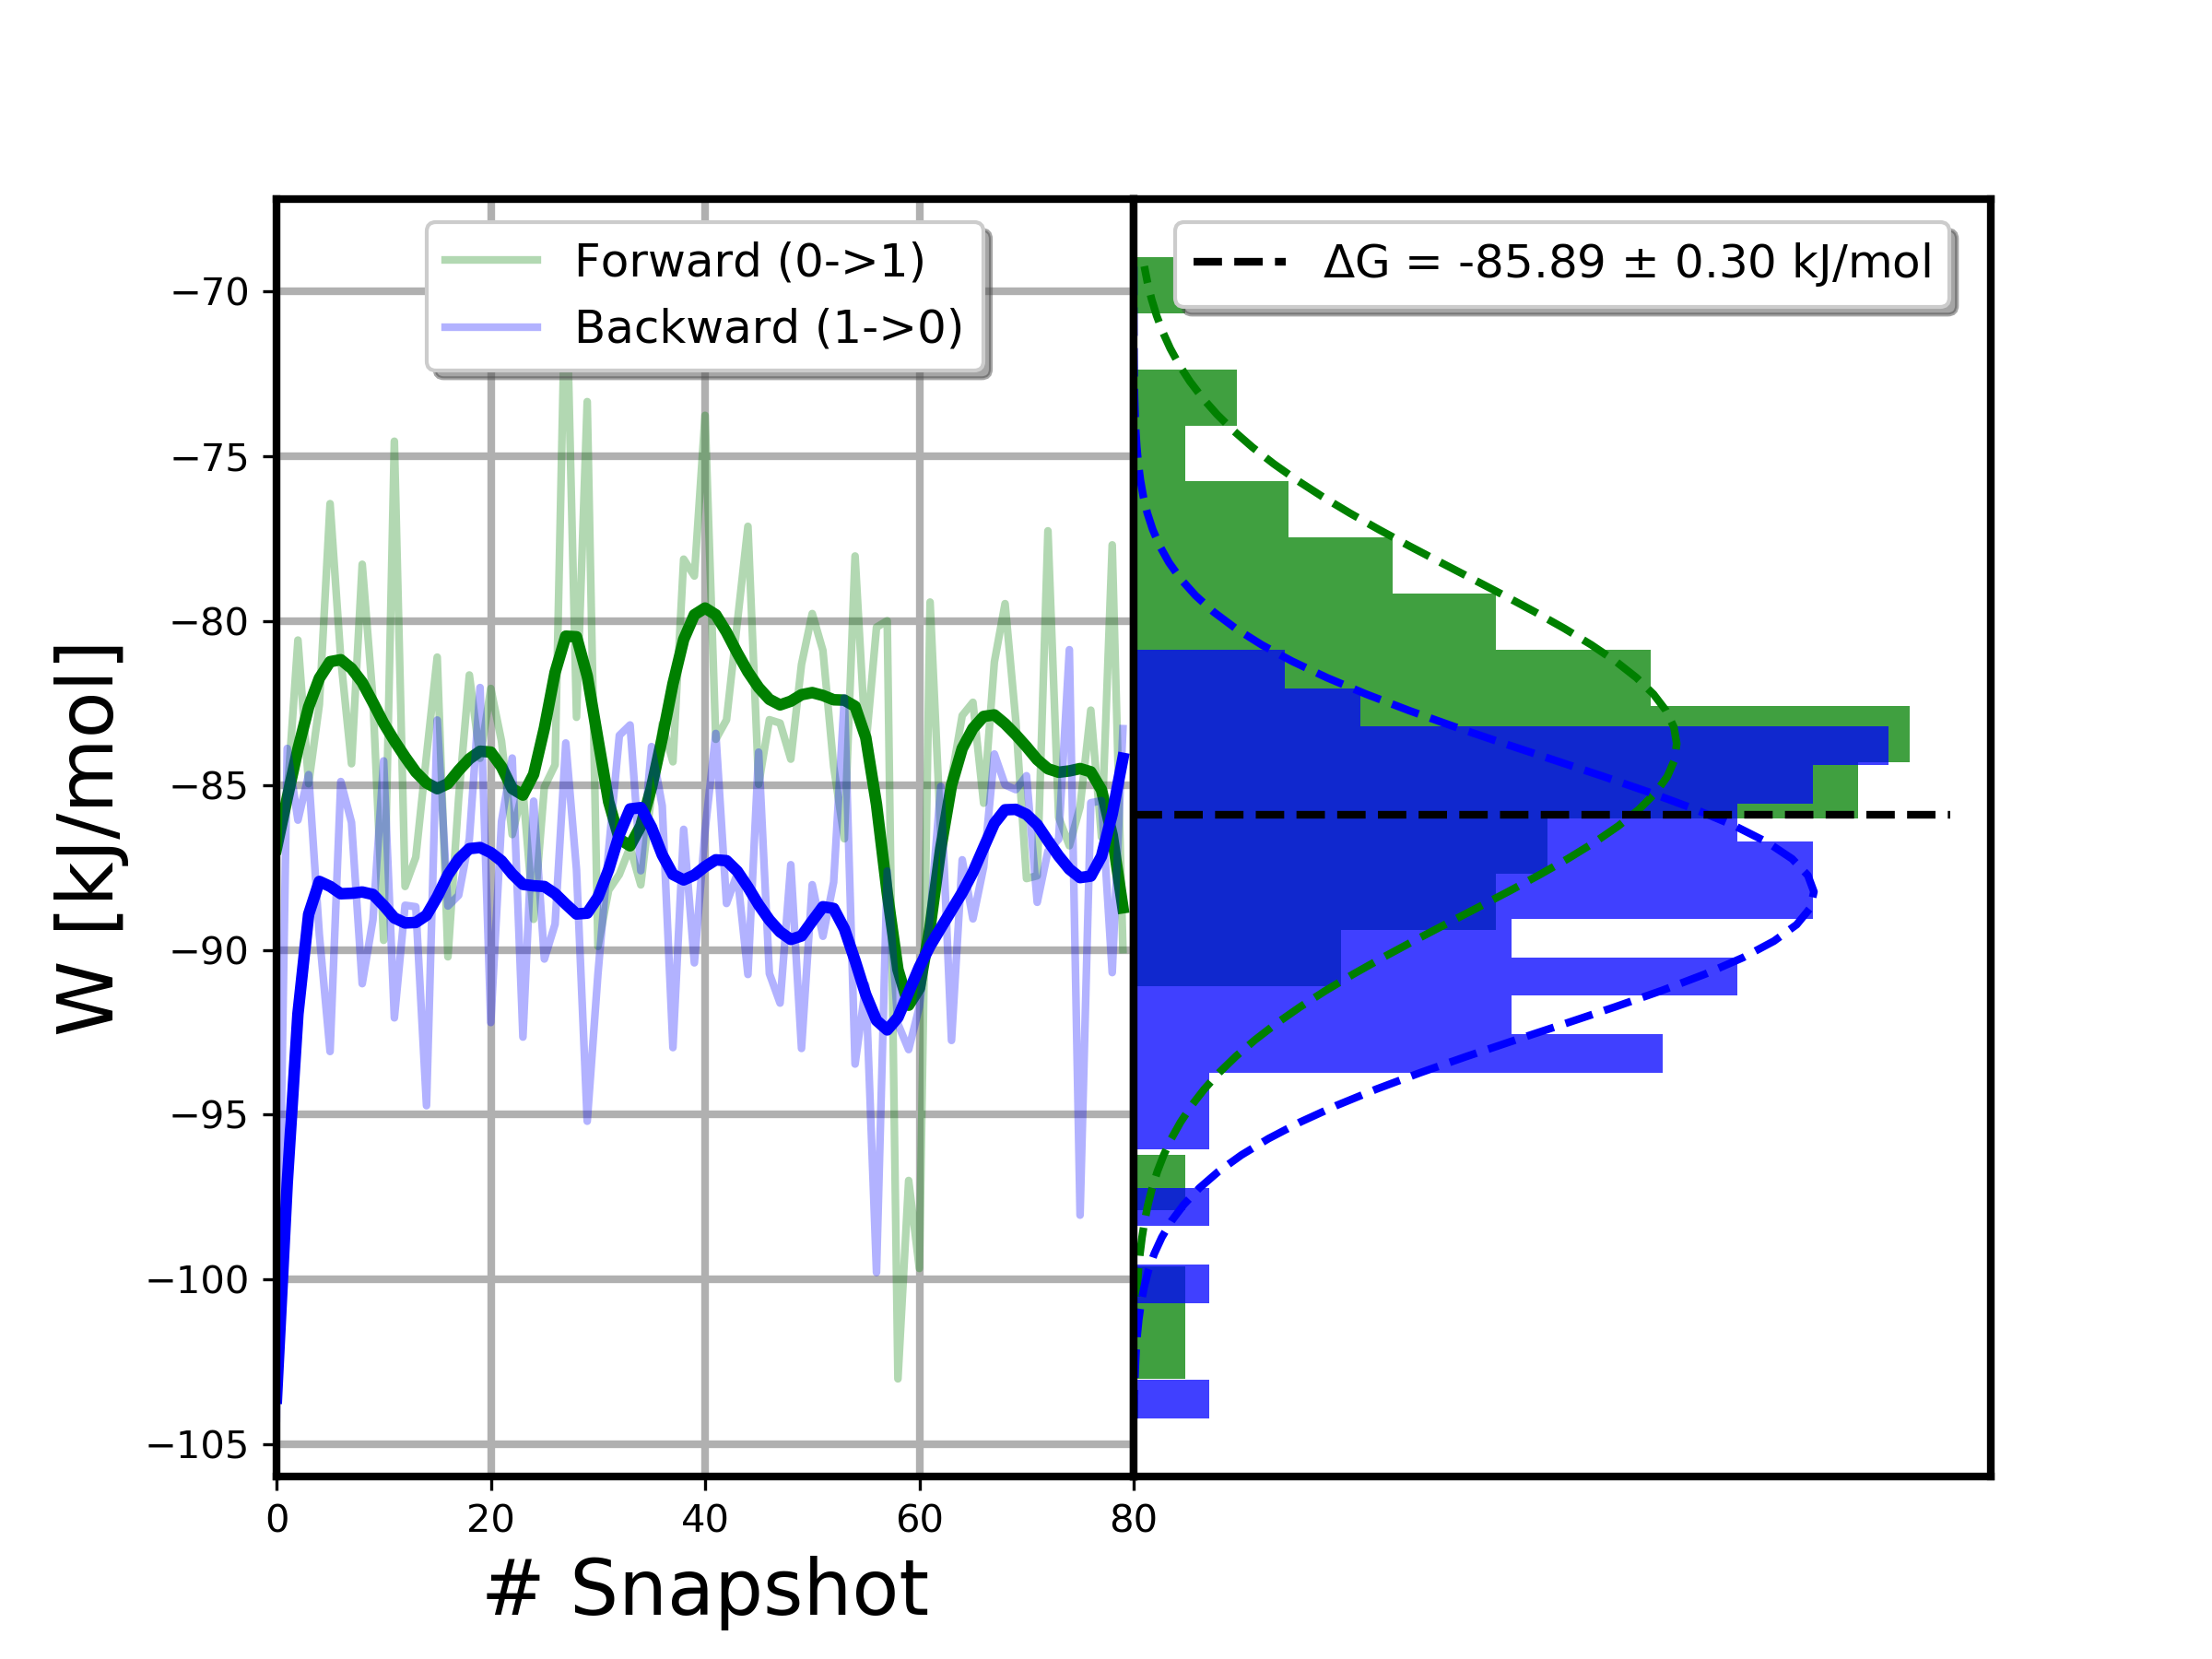 Forward (0->1)
Backward (1->0)
ΔG = -85.89 ± 0.30 kJ/mol
W [kJ/mol]
−70
−75
−80
−85
−90
−95
−100
−105
0 20 40 60 80
# Snapshot